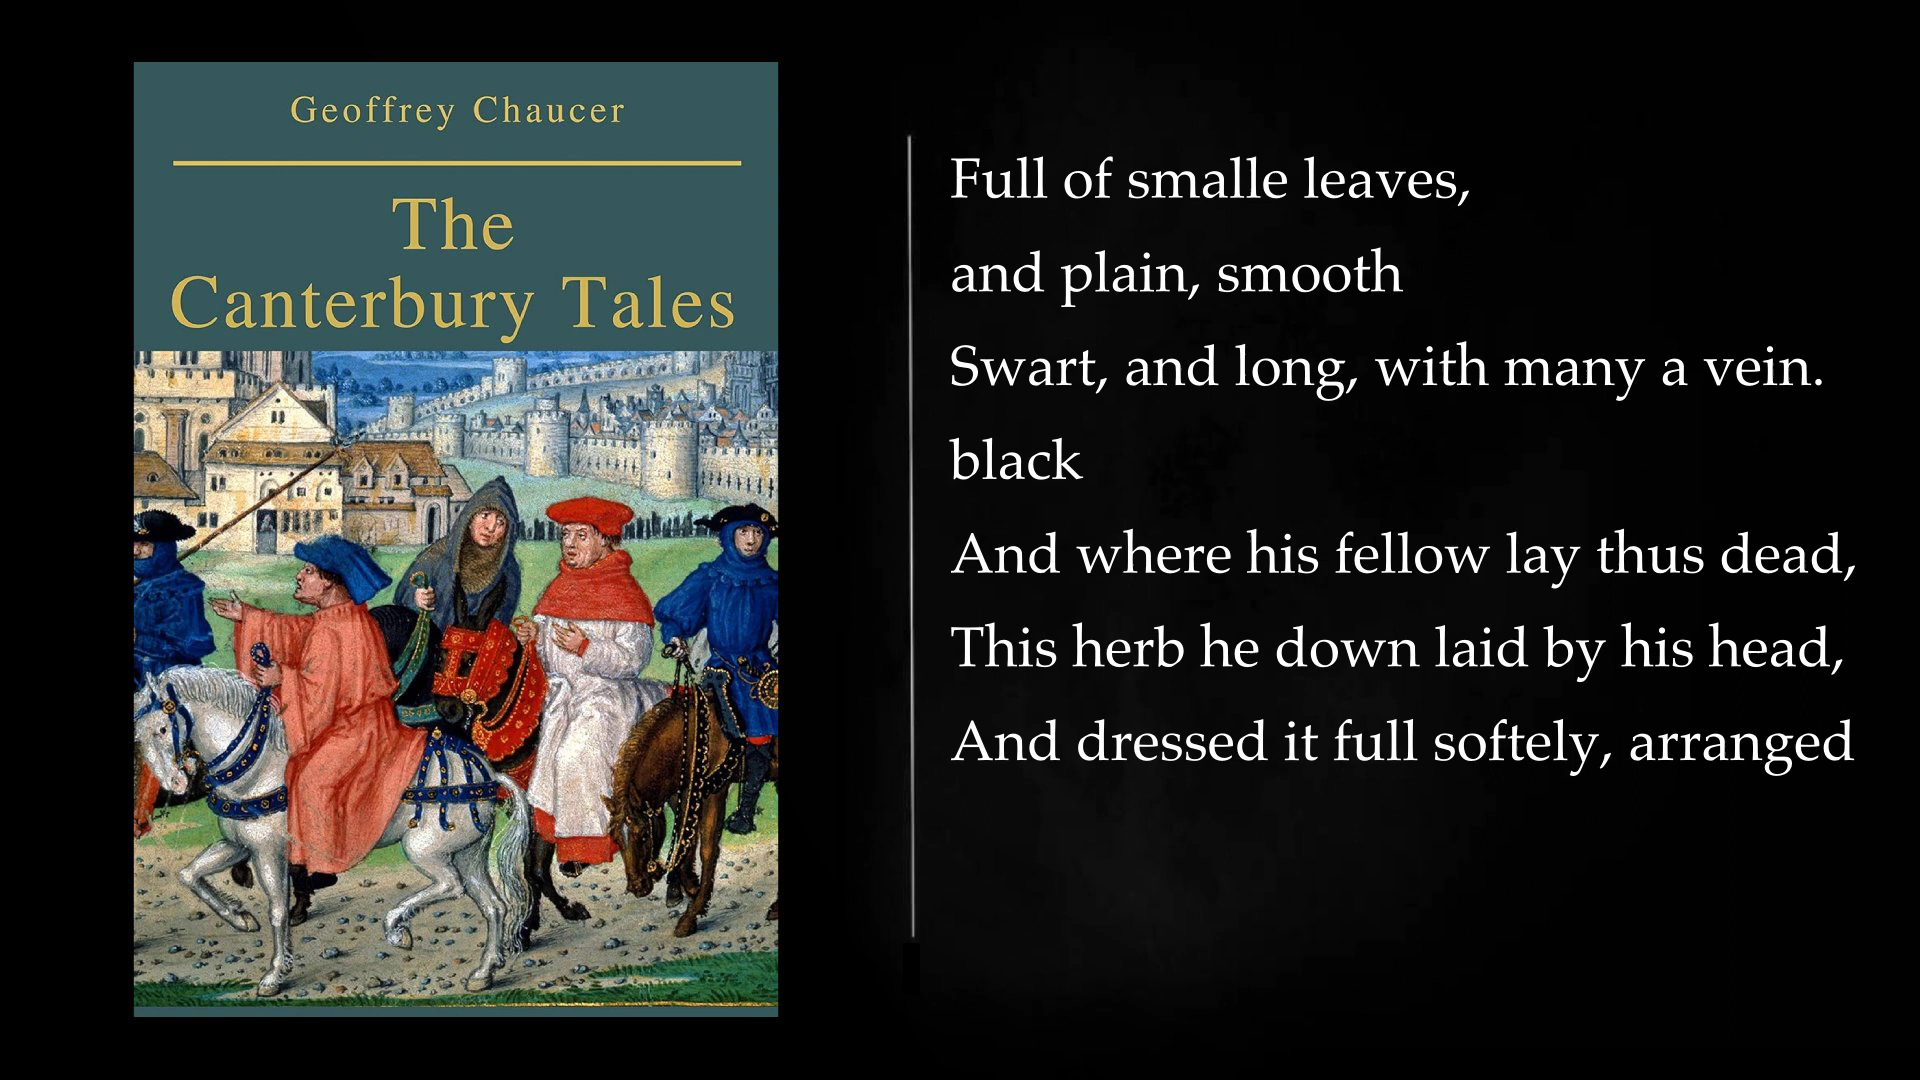 Geoffrey Chaucer
The
Canterbury Tales
Full of smalle leaves,
and plain, smooth
Swart, and long, with many a vein.
black
And where his fellow lay thus dead,
This herb he down laid by his head,
And dressed it full softely, arranged